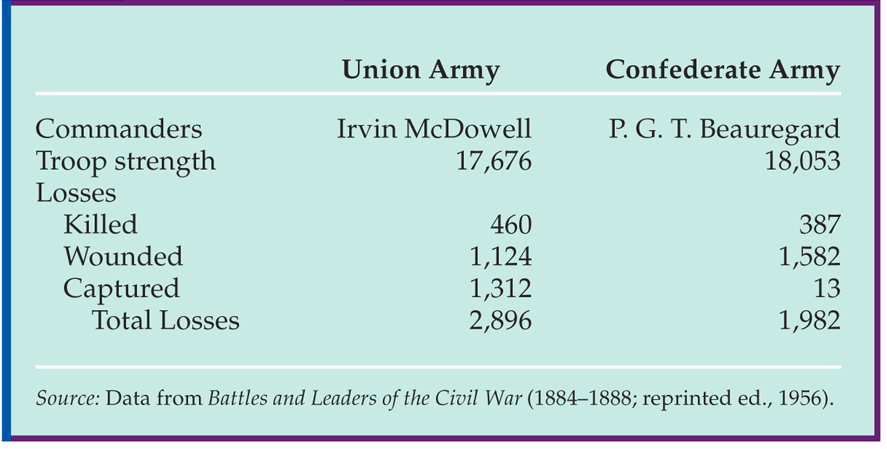 Union Army Confederate Army
Commanders Irvin McDowell P. G. T. Beauregard
Troop strength 17,676 18,053
Losses
Killed 460 387
Wounded 1,124 1,582
Captured 1,312 13
Total Losses 2,896 1,982
Source: Data from Battles and Leaders of the Civil War (1884–1888; reprinted ed., 1956).